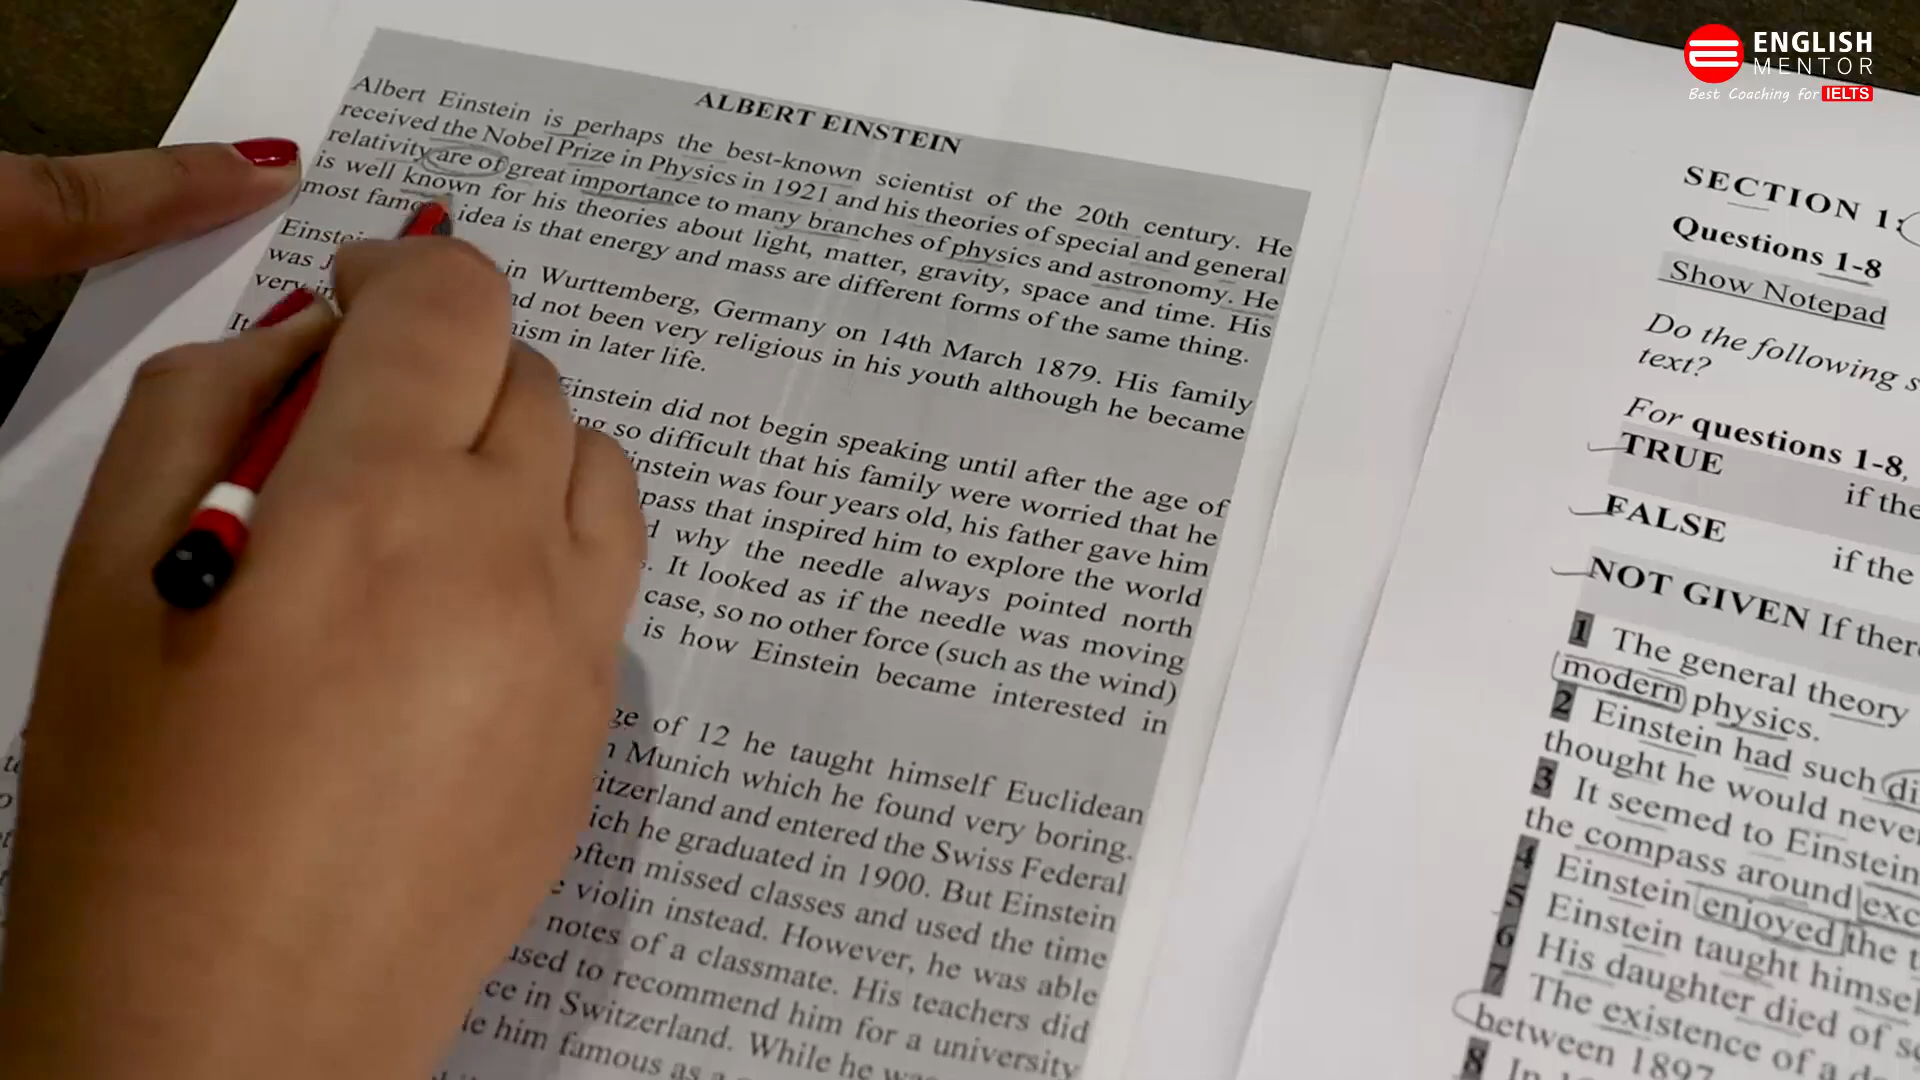 ENGLISH
MENTOR
Best Coaching for IELTS
ALBERT EINSTEIN
Albert Einstein is perhaps the best-known scientist of the 20th century. He
received the Nobel Prize in Physics in 1921 and his theories of special and general
relativity are of great importance to many branches of physics and astronomy. He
is well known for his theories about light, matter, gravity, space and time. His
most idea is that energy and mass are different forms of the same thing.
in Wurttemberg, Germany on 14th March 1879. His family
was not been very religious in his youth although he became
very in later life.
It Einstein did not begin speaking until after the age of
so difficult that his family were worried that he
was four years old, his father gave him
that inspired him to explore the world
why the needle always pointed north
It looked as if the needle was moving
case, so no other force (such as the wind)
is how Einstein became interested in
of 12 he taught himself Euclidean
Munich which he found very boring.
and entered the Swiss Federal
he graduated in 1900. But Einstein
often missed classes and used the time
violin instead. However, he was able
notes of a classmate. His teachers did
to recommend him for a university
in Switzerland. While he
him famous as a
SECTION 1:
Questions 1-8
Show Notepad
Do the following
text?
For questions 1-8,
TRUE if the
FALSE if the
NOT GIVEN If
1 The general theory
modern physics.
2 Einstein had such
thought he would never
3 It seemed to Einstein
the compass around
4 Einstein enjoyed the
5 Einstein taught
6 His daughter died of
7 The existence of a
between 1897
8 In